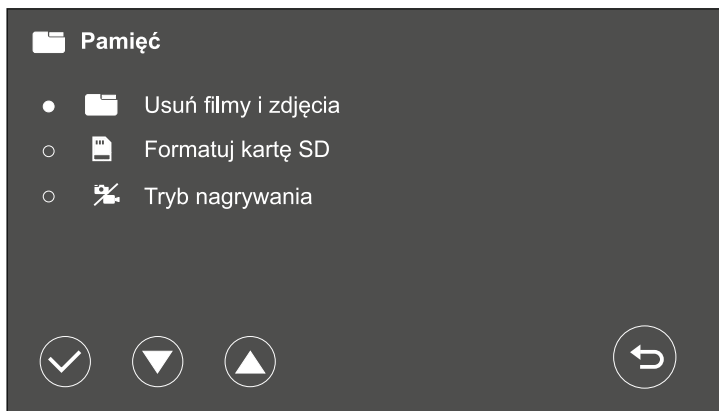 Pamięć
Usuń filmy i zdjęcia
Formatuj kartę SD
Tryb nagrywania